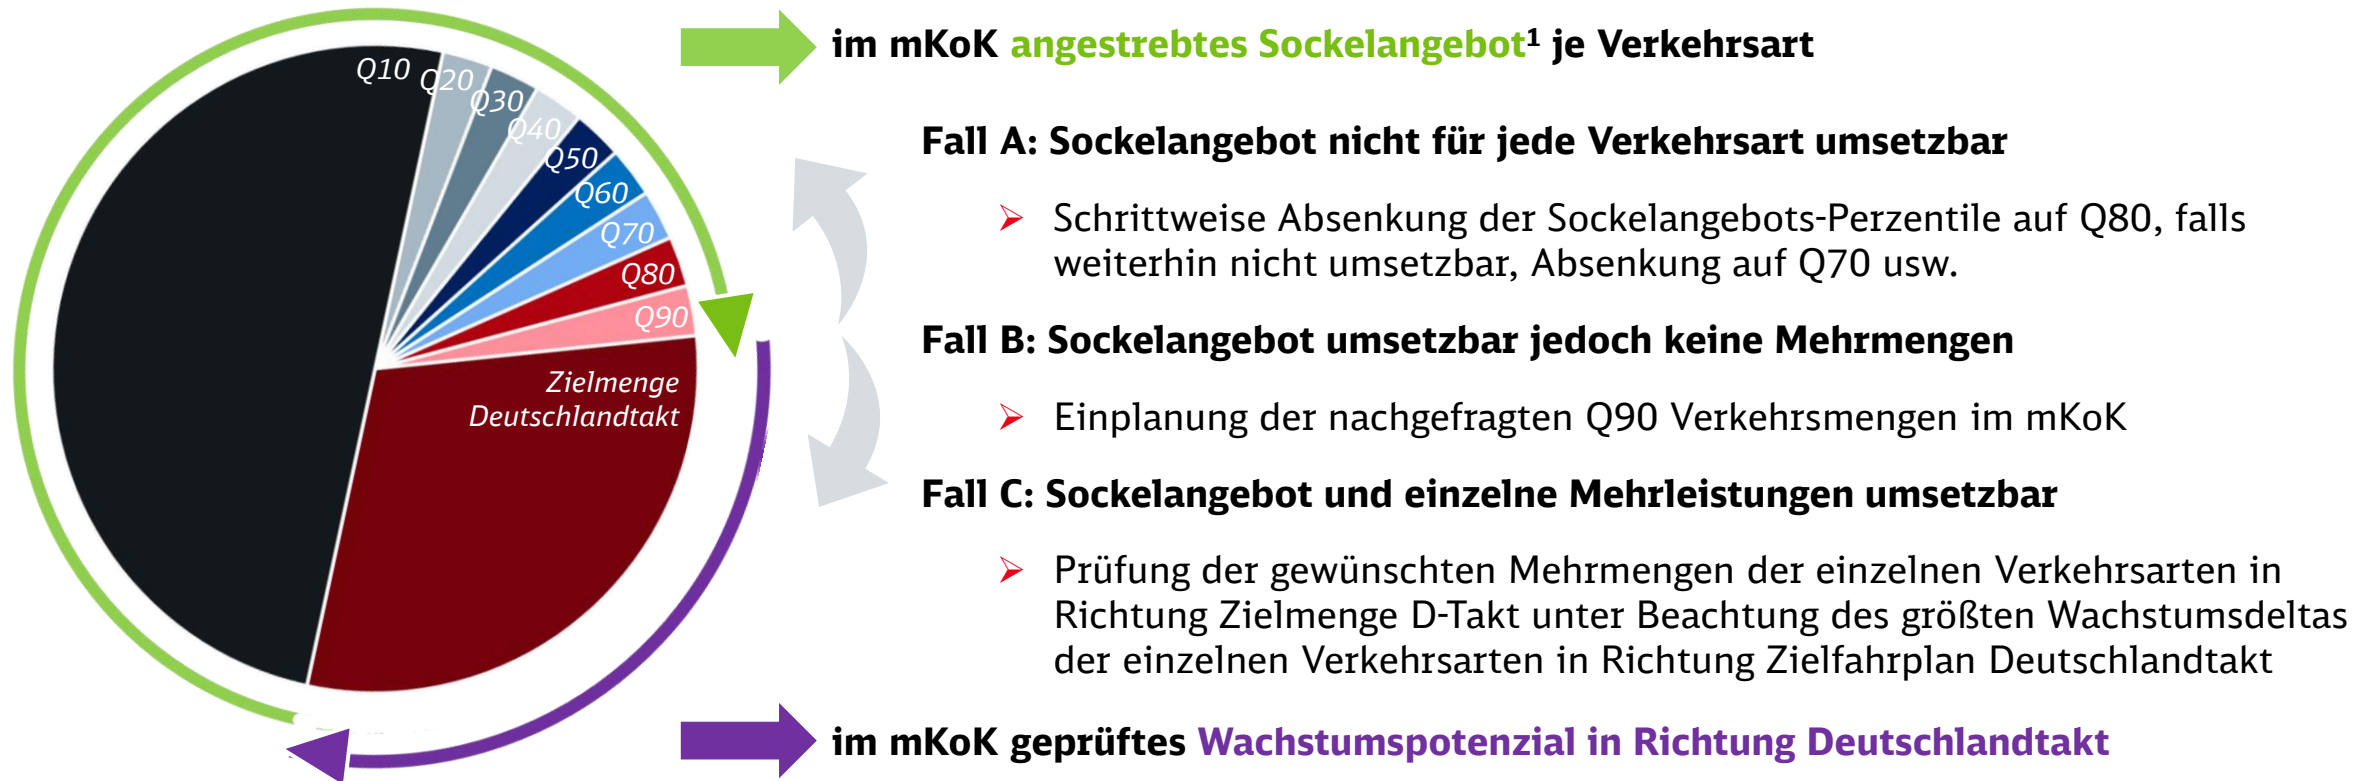 Q10
Q20
Q30
Q40
Q50
Q60
Q70
Q80
Q90
Zielmenge
Deutschlandtakt
im mKoK angestrebtes Sockelangebot¹ je Verkehrsart
Fall A: Sockelangebot nicht für jede Verkehrsart umsetzbar
➢ Schrittweise Absenkung der Sockelangebots-Perzentile auf Q80, falls
weiterhin nicht umsetzbar, Absenkung auf Q70 usw.
Fall B: Sockelangebot umsetzbar jedoch keine Mehrmengen
➢ Einplanung der nachgefragten Q90 Verkehrsmengen im mKoK
Fall C: Sockelangebot und einzelne Mehrleistungen umsetzbar
➢ Prüfung der gewünschten Mehrmengen der einzelnen Verkehrsarten in
Richtung Zielmenge D-Takt unter Beachtung des größten Wachstumsdeltas
der einzelnen Verkehrsarten in Richtung Zielfahrplan Deutschlandtakt
im mKoK geprüftes Wachstumspotenzial in Richtung Deutschlandtakt